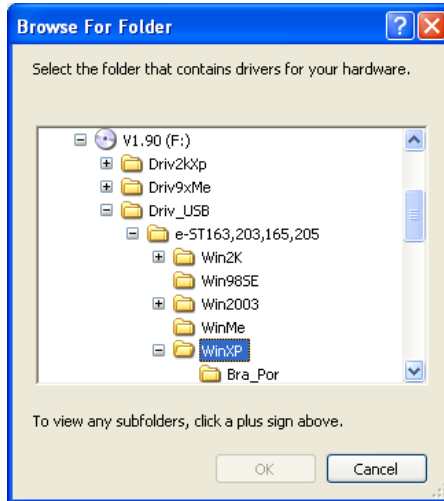 Browse For Folder
Select the folder that contains drivers for your hardware.
V1.90 (F:)
Driv2kXp
Driv9xMe
Driv_USB
e-ST163,203,165,205
Win2K
Win98SE
Win2003
WinMe
WinXP
Bra_Por
To view any subfolders, click a plus sign above.
OK Cancel